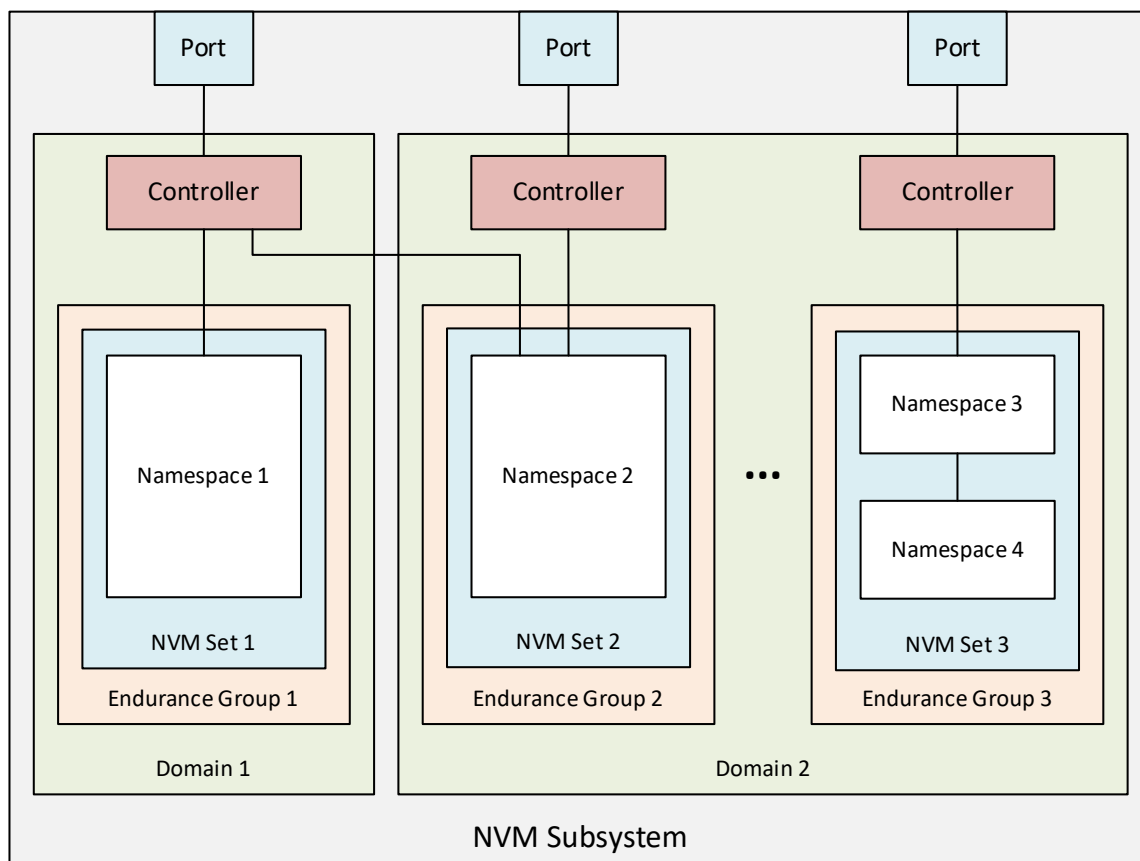 Port
Port
Port
Controller
Controller
Controller
Namespace 1
Namespace 2
...
Namespace 3
Namespace 4
NVM Set 1
NVM Set 2
NVM Set 3
Endurance Group 1
Endurance Group 2
Endurance Group 3
Domain 1
Domain 2
NVM Subsystem